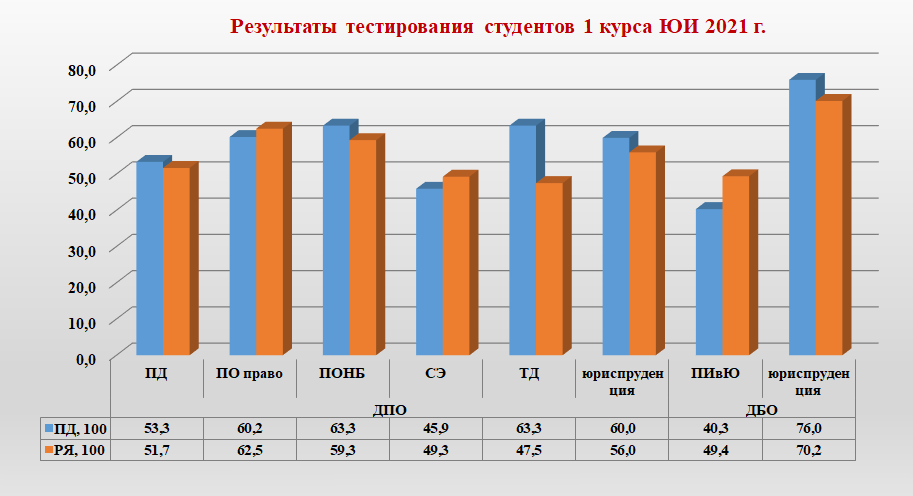 Результаты тестирования студентов 1 курса ЮИ 2021 г.
80,0
70,0
60,0
50,0
40,0
30,0
20,0
10,0
0,0
ПД ПО право ПОНБ СЭ ТД юриспруден ПИвЮ юриспруден
ция ция
ДПО ДБО
ПД, 100 53,3 60,2 63,3 45,9 63,3 60,0 40,3 76,0
РЯ, 100 51,7 62,5 59,3 49,3 47,5 56,0 49,4 70,2